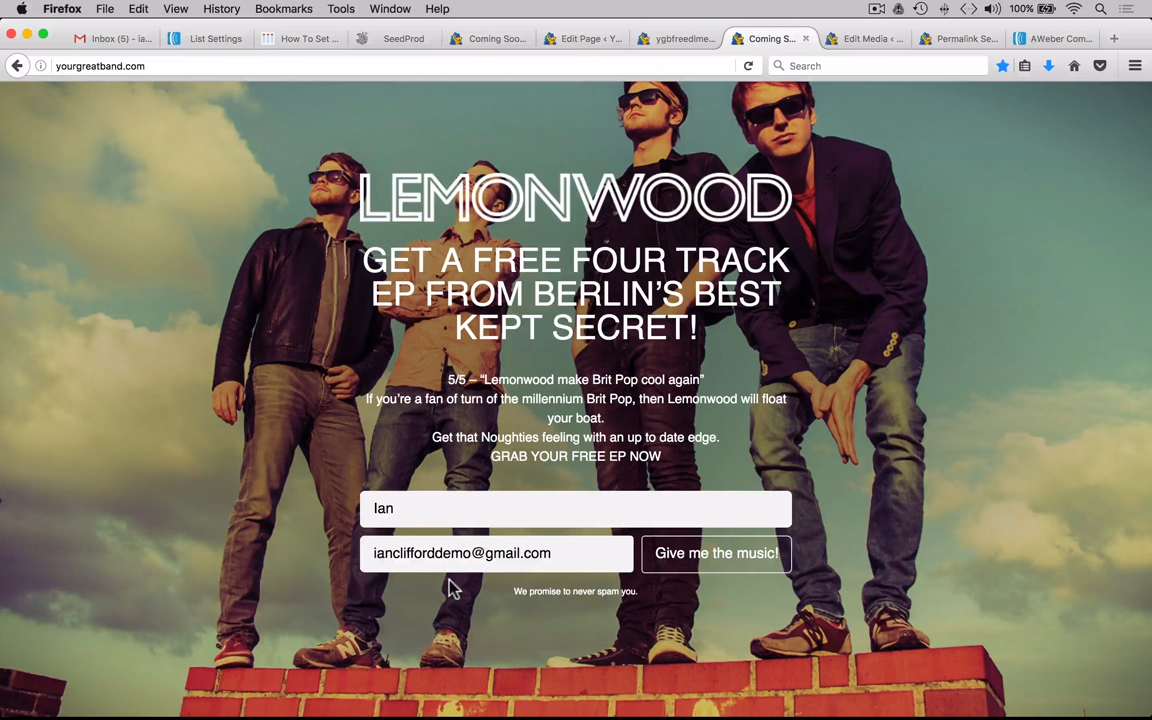 Firefox File Edit View History Bookmarks Tools Window Help 100%
Inbox (5) - ia... List Settings How To Set ... SeedProd Coming Soo... Edit Page ‹ Y... ygbfreedime... Coming S... Edit Media ‹ ... Permalink Se... AWeber Com...
yourgreatband.com Search
LEMONWOOD
GET A FREE FOUR TRACK
EP FROM BERLIN’S BEST
KEPT SECRET!
5/5 – “Lemonwood make Brit Pop cool again”
If you’re a fan of turn of the millennium Brit Pop, then Lemonwood will float
your boat.
Get that Noughties feeling with an up to date edge.
GRAB YOUR FREE EP NOW
Ian
ianclifforddemo@gmail.com Give me the music!
We promise to never spam you.